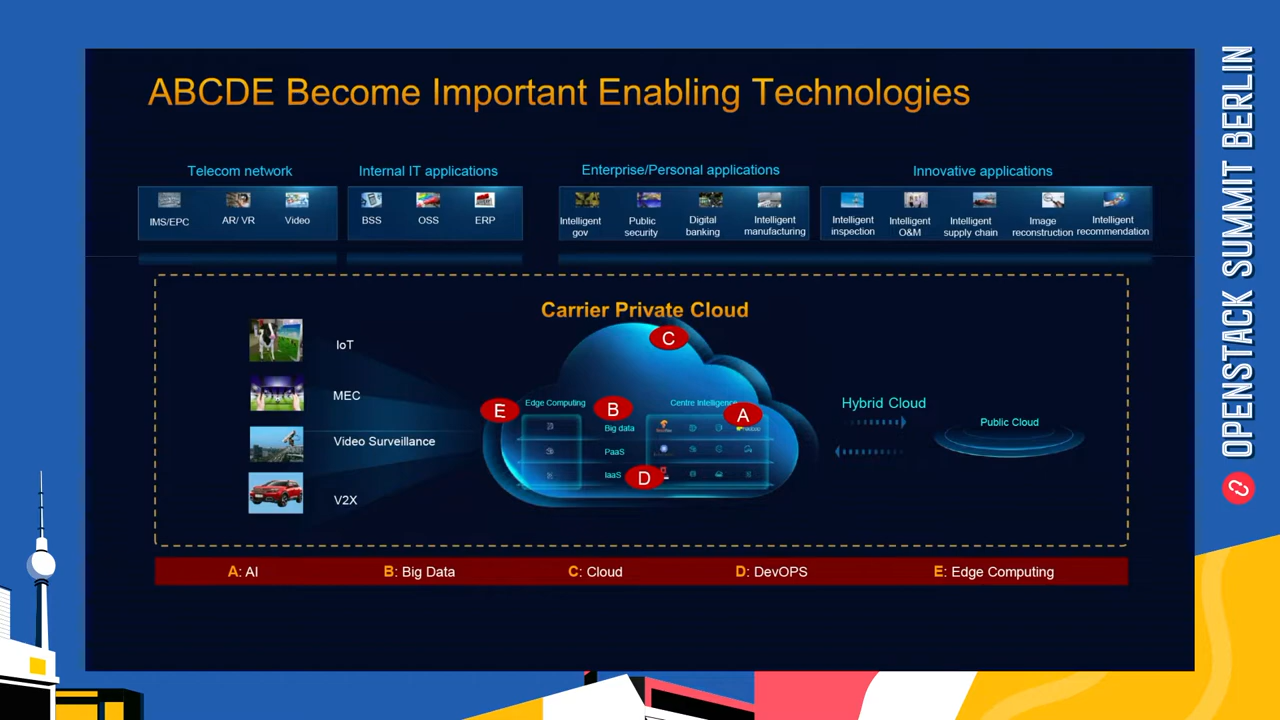 ABCDE Become Important Enabling Technologies
Telecom network
Internal IT applications
Enterprise/Personal applications
Innovative applications
IMS/EPC
AR/ VR
Video
BSS
OSS
ERP
Intelligent
gov
Public
security
Digital
banking
Intelligent
manufacturing
Intelligent
inspection
Intelligent
O&M
Intelligent
supply chain
Image
reconstruction
Intelligent
recommendation
Carrier Private Cloud
C
IoT
MEC
Video Surveillance
V2X
E
Edge Computing
B
Centre Intelligence
A
Big data
PaaS
IaaS
D
Hybrid Cloud
Public Cloud
A: AI
B: Big Data
C: Cloud
D: DevOPS
E: Edge Computing
OPENSTACK SUMMIT BERLIN